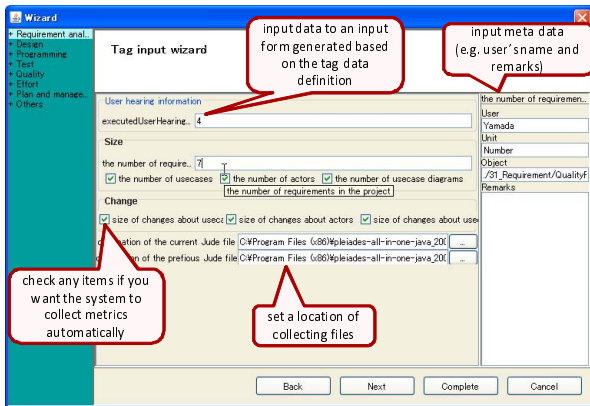 Wizard
+ Requirement anal..
+ Design
+ Programming
+ Test
+ Quality
+ Effort
+ Plan and manage..
+ Others
Tag input wizard
input data to an input
form generated based
on the tag data
definition
input meta data
(e.g. user's name and
remarks)
User hearing information
executedUserHearing.. 4
Size
the number of require.. 7
the number of usecases the number of actors the number of usecase diagrams
the number of requirements in the project
Change
size of changes about useca size of changes about actors size of changes about use
ation of the current Jude file C:¥Program Files (x86)¥pleiades-all-in-one-java_200 ...
on of the prefious Jude file C:¥Program Files (x86)¥pleiades-all-in-one-java_200 ...
the number of requiremen..
User
Yamada
Unit
Number
Object
./31_Requirement/QualityF
Remarks
check any items if you
want the system to
collect metrics
automatically
set a location of
collecting files
Back Next Complete Cancel